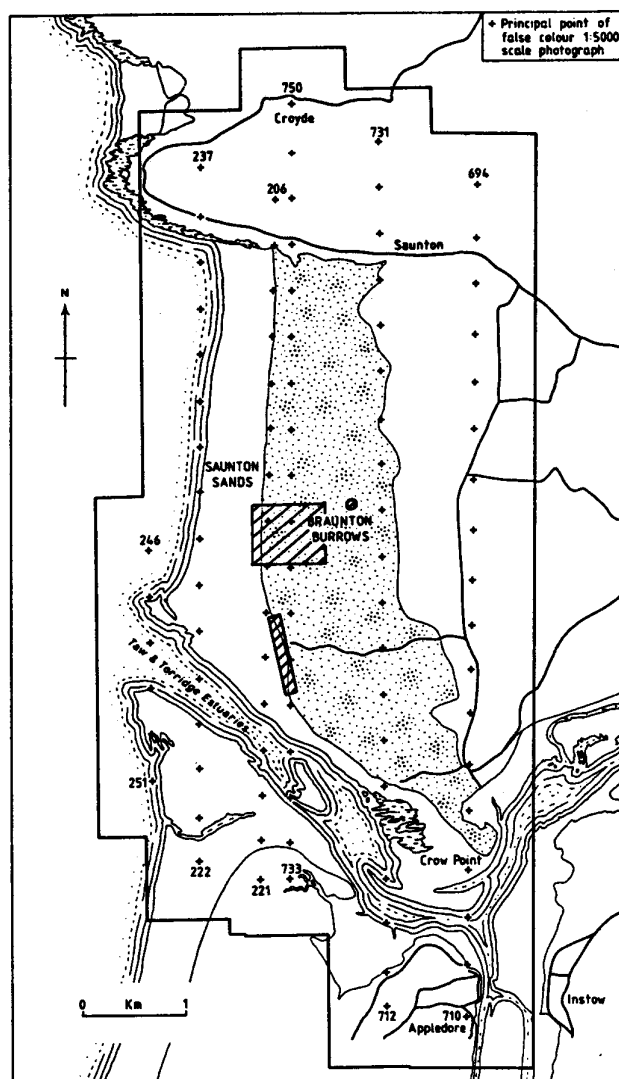 + Principal point of
false colour 1:5000
scale photograph
750
Croyde
731
237
694
206
Saunton
N
SAUNTON
SANDS
BRAUNTON
BURROWS
246
Taw & Torridge Estuaries
251
Crow Point
222
221
733
0 Km 1
712
710
Appledore
Instow